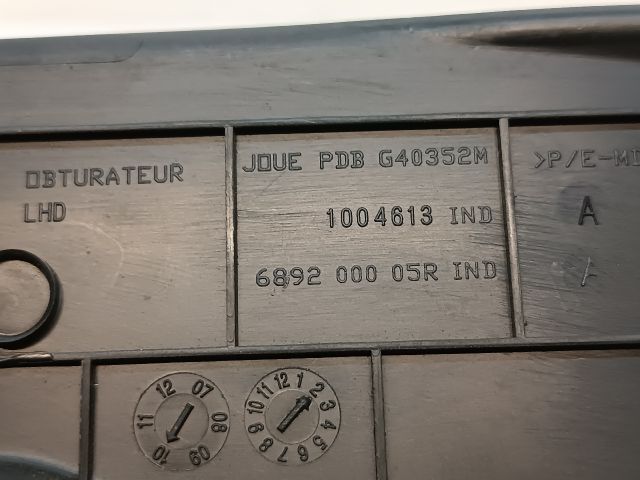 OBTURATEUR
LHD
JOUE PDB G40352M
1004613 IND
6892 000 05R IND
>P/E-MD
A
A
07 08 09 10 11 12
1 2 3 4 5 6 7 8 9 10 11 12